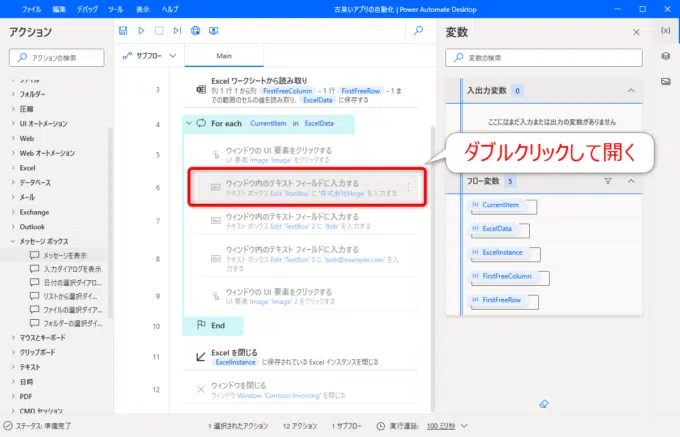 ファイル 編集 デバッグ ツール 表示 ヘルプ 古臭いアプリの自動化 | Power Automate Desktop
アクション
アクションの検索
ファイル
フォルダー
圧縮
UI オートメーション
Web
Web オートメーション
Excel
データベース
メール
Exchange
Outlook
メッセージ ボックス
メッセージを表示
入力ダイアログを表示
日付の選択ダイアロ...
リストから選択ダイ...
ファイルの選択ダイ...
フォルダーの選択ダイ...
マウスとキーボード
クリップボード
テキスト
日時
PDF
CMD セッション
サブフロー
Main
3
Excel ワークシートから読み取り
列 1 行 1 から列 FirstFreeColumn - 1 行 FirstFreeRow - 1 ま
での範囲のセルの値を読み取り、 ExcelData に保存する
4
For each CurrentItem in ExcelData
5
ウィンドウの UI 要素をクリックする
UI 要素 Image 'Image' をクリックする
6
ウィンドウ内のテキスト フィールドに入力する
テキスト ボックス Edit 'TextBox' に '株式会社Hoge' を入力する
7
ウィンドウ内のテキスト フィールドに入力する
テキスト ボックス Edit 'TextBox' 2 に 'Bob' を入力する
8
ウィンドウ内のテキスト フィールドに入力する
テキスト ボックス Edit 'TextBox' 3 に 'bob@example.com' を入
力する
9
ウィンドウの UI 要素をクリックする
UI 要素 Image 'Image' 2 をクリックする
10
End
11
Excel を閉じる
ExcelInstance に保存されている Excel インスタンスを閉じる
12
ウィンドウを閉じる
ウィンドウ Window 'Contoso Invoicing' を閉じる
ダブルクリックして開く
変数
{x}
変数の検索
入出力変数 0
ここにはまだ入力または出力の変数がありません
フロー変数 5
CurrentItem
ExcelData
ExcelInstance
FirstFreeColumn
FirstFreeRow
ステータス: 準備完了
1 選択されたアクション
12 アクション
1 サブフロー
実行遅延:
100 ミリ秒